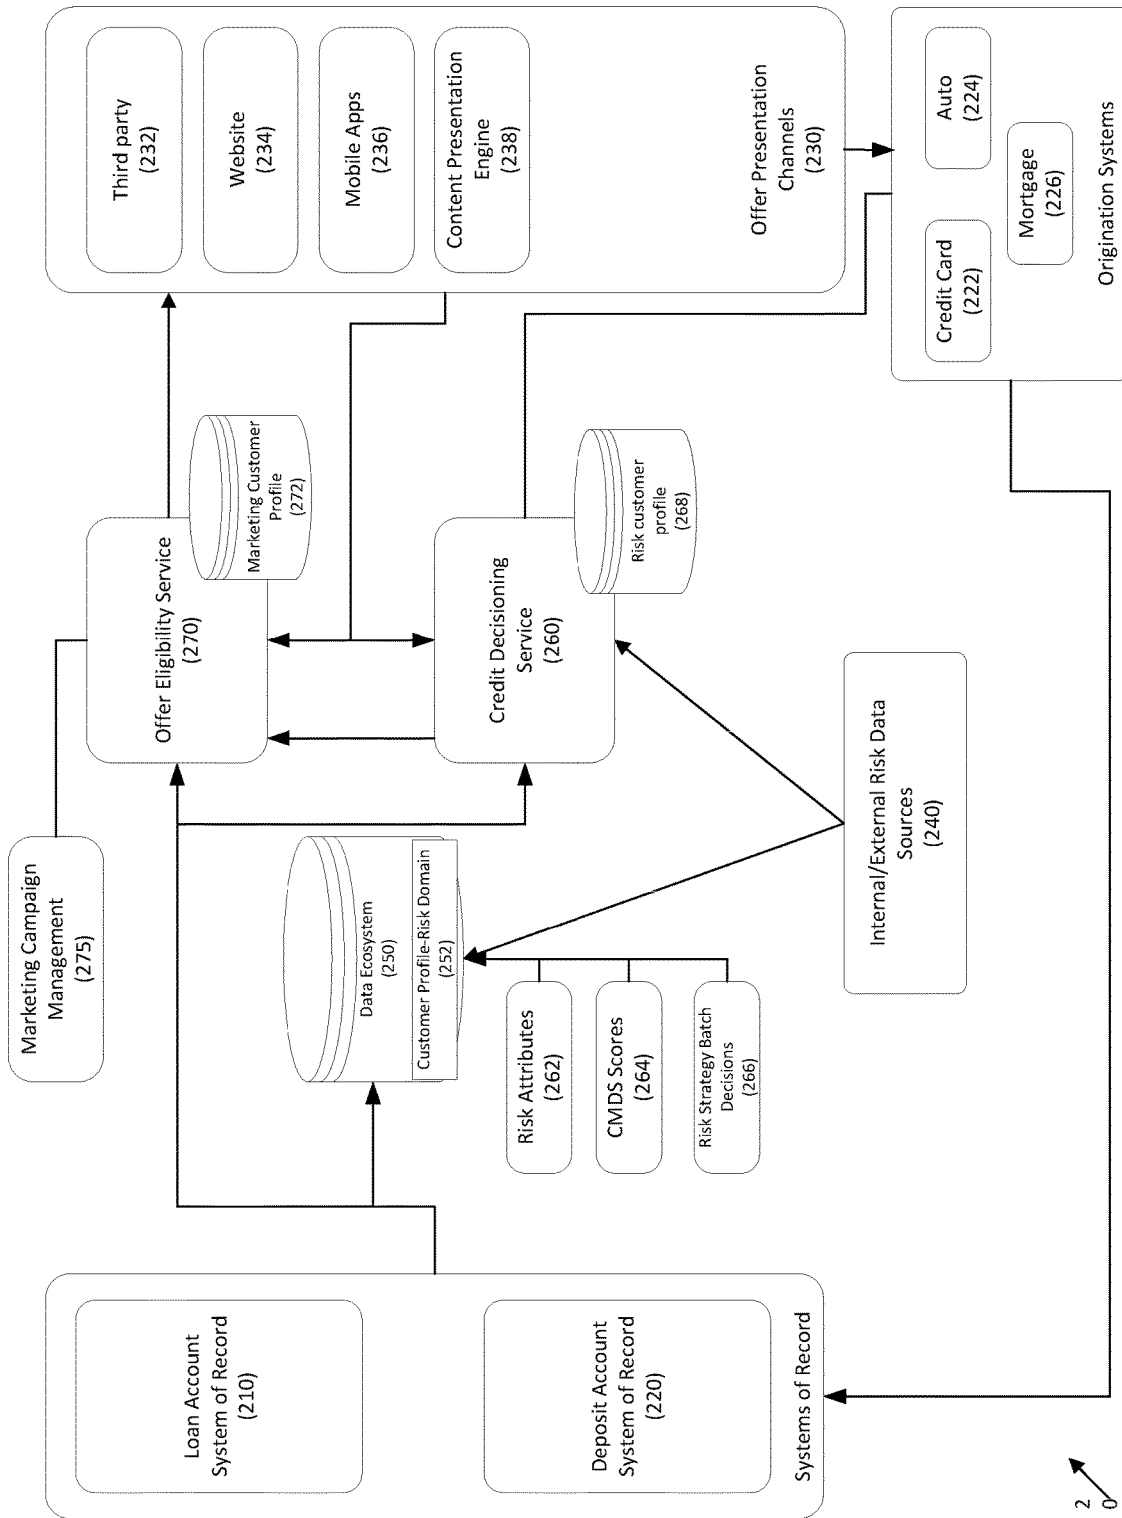 Marketing Campaign
Management
(275)
Third party
(232)
Website
(234)
Mobile Apps
(236)
Content Presentation
Engine
(238)
Offer Presentation
Channels
(230)
Offer Eligibility Service
(270)
Marketing Customer
Profile
(272)
Loan Account
System of Record
(210)
Deposit Account
System of Record
(220)
Systems of Record
Data Ecosystem
(250)
Customer Profile-Risk Domain
(252)
Credit Decisioning
Service
(260)
Risk customer
profile
(268)
Risk Attributes
(262)
CMDS Scores
(264)
Risk Strategy Batch
Decisions
(266)
Internal/External Risk Data
Sources
(240)
Credit Card
(222)
Auto
(224)
Mortgage
(226)
Origination Systems
2
0